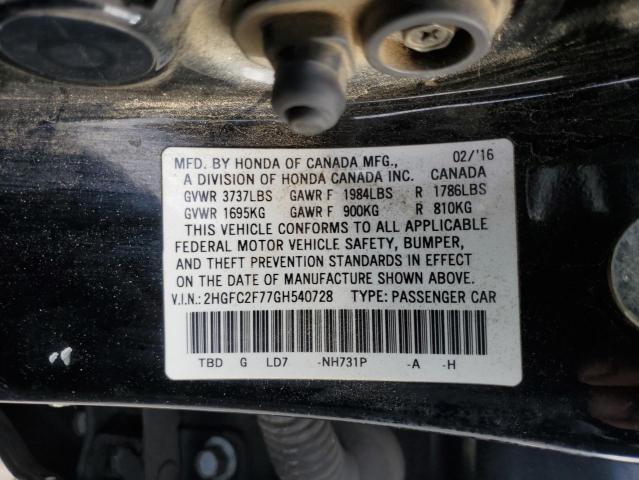 MFD. BY HONDA OF CANADA MFG., 02/'16
A DIVISION OF HONDA CANADA INC. CANADA
GVWR 3737LBS GAWR F 1984LBS R 1786LBS
GVWR 1695KG GAWR F 900KG R 810KG
THIS VEHICLE CONFORMS TO ALL APPLICABLE
FEDERAL MOTOR VEHICLE SAFETY, BUMPER,
AND THEFT PREVENTION STANDARDS IN EFFECT
ON THE DATE OF MANUFACTURE SHOWN ABOVE.
V.I.N.: 2HGFC2F77GH540728 TYPE: PASSENGER CAR
TBD G LD7 -NH731P -A -H